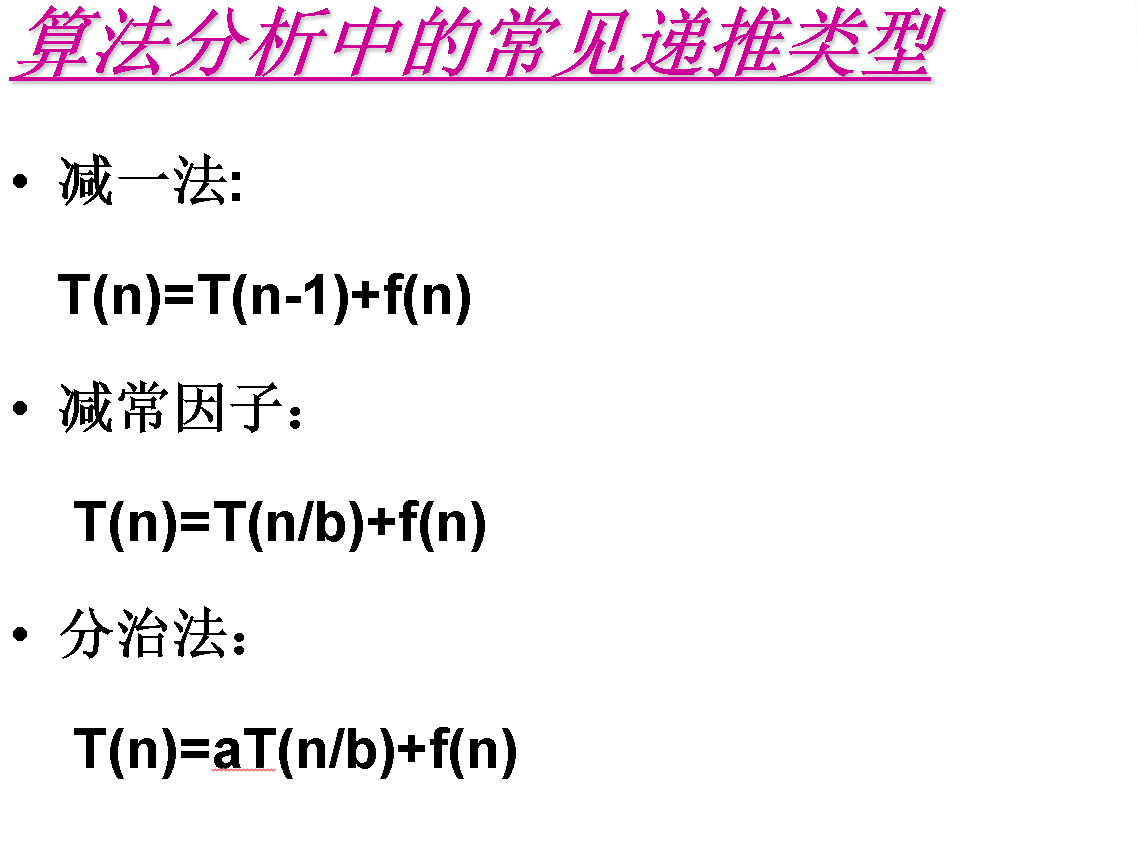 算法分析中的常见递推类型
• 减一法:
T(n)=T(n-1)+f(n)
• 减常因子：
T(n)=T(n/b)+f(n)
• 分治法：
T(n)=aT(n/b)+f(n)